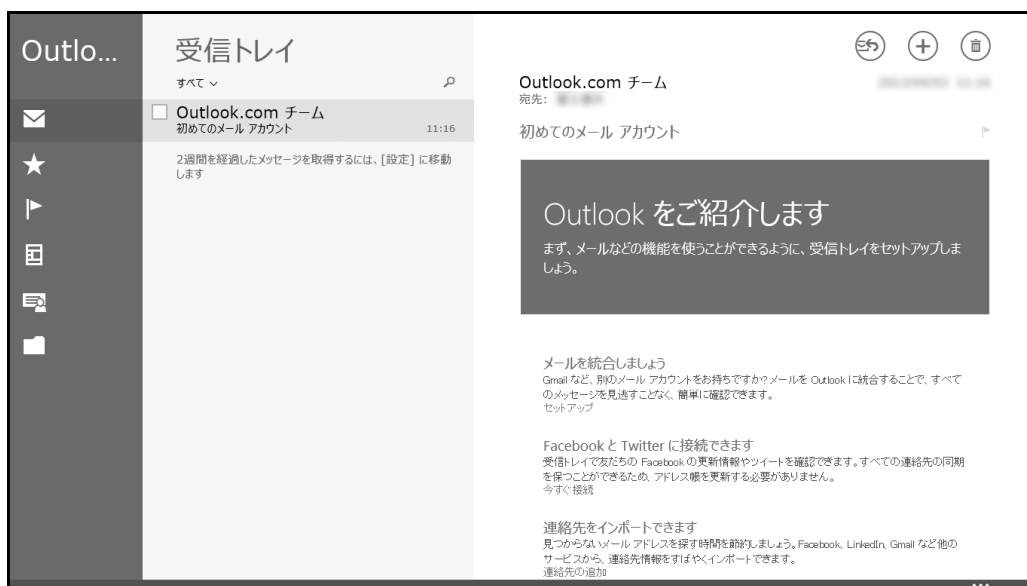 Outlo...
受信トレイ
すべて
Outlook.com チーム
初めてのメール アカウント 11:16
2週間を経過したメッセージを取得するには、[設定] に移動
します
Outlook.com チーム
宛先:
初めてのメール アカウント
Outlook をご紹介します
まず、メールなどの機能を使うことができるように、受信トレイをセットアップしま
しょう。
メールを統合しましょう
Gmail など、別のメール アカウントをお持ちですか? メールを Outlook に統合することで、すべて
のメッセージを見逃すことなく、簡単に確認できます。
セットアップ
Facebook と Twitter に接続できます
受信トレイで友だちの Facebook の更新情報やツイートを確認できます。すべての連絡先の同期
を保つことができるため、アドレス帳を更新する必要がありません。
今すぐ接続
連絡先をインポートできます
見つからないメール アドレスを探す時間を節約しましょう。Facebook、LinkedIn、Gmail など他の
サービスから、連絡先情報をすばやくインポートできます。
連絡先の追加